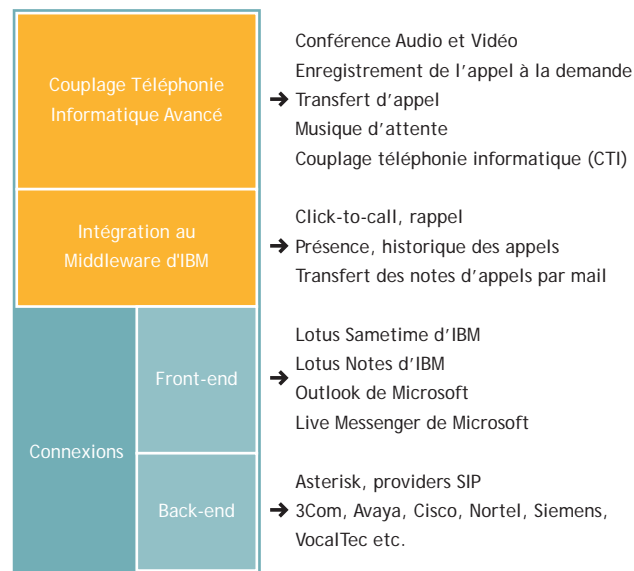 Couplage Téléphonie
Informatique Avancé
Conférence Audio et Vidéo
Enregistrement de l'appel à la demande
→ Transfert d'appel
Musique d'attente
Couplage téléphonie informatique (CTI)
Intégration au
Middleware d'IBM
Click-to-call, rappel
→ Présence, historique des appels
Transfert des notes d'appels par mail
Connexions
Front-end
Lotus Sametime d'IBM
Lotus Notes d'IBM
→ Outlook de Microsoft
Live Messenger de Microsoft
Back-end
Asterisk, providers SIP
→ 3Com, Avaya, Cisco, Nortel, Siemens,
VocalTec etc.